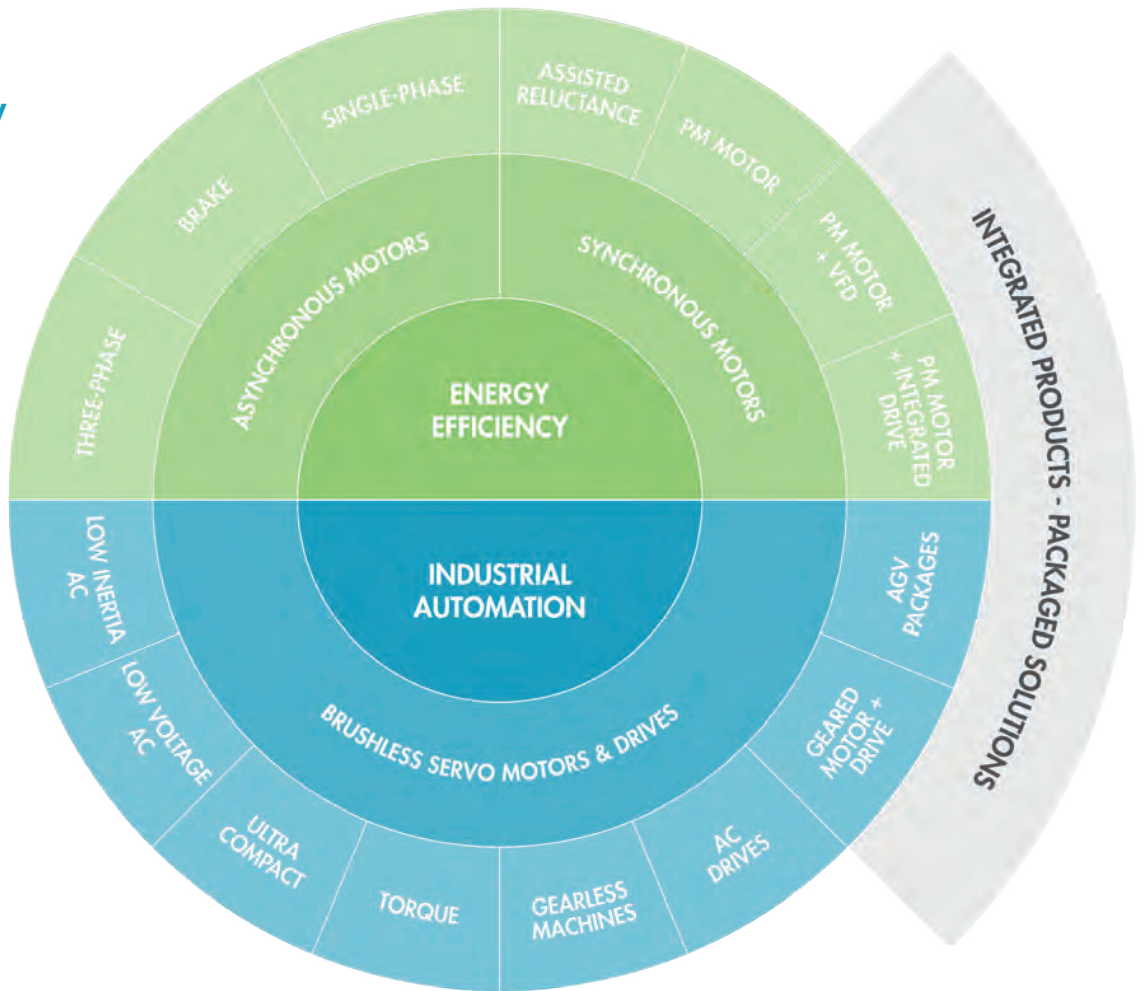 SINGLE-PHASE
ASSISTED
RELUCTANCE
BRAKE
PM MOTOR
THREE-PHASE
PM MOTOR
+ VFD
PM MOTOR
+ INTEGRATED
DRIVE
ASYNCHRONOUS MOTORS
SYNCHRONOUS MOTORS
ENERGY
EFFICIENCY
INTEGRATED PRODUCTS - PACKAGED SOLUTIONS
INDUSTRIAL
AUTOMATION
BRUSHLESS SERVO MOTORS & DRIVES
LOW INERTIA
AC
LOW VOLTAGE
AC
ULTRA
COMPACT
TORQUE
GEARLESS
MACHINES
AC
DRIVES
GEARED
MOTOR +
DRIVE
AGV
PACKAGES